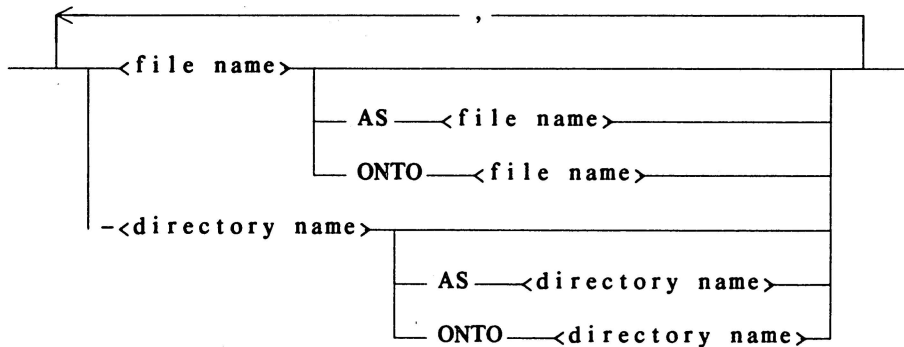 ,
<file name>
AS <file name>
ONTO <file name>
-<directory name>
AS <directory name>
ONTO <directory name>